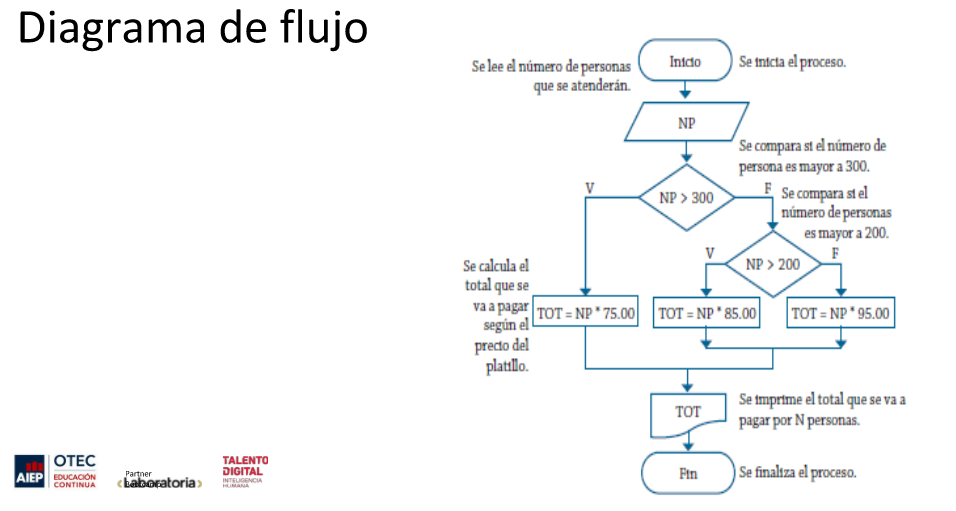 Diagrama de flujo
Inicio
Se inicia el proceso.
Se lee el número de personas
que se atenderán.
NP
Se compara si el número de
persona es mayor a 300.
V
NP > 300
F
Se compara si el
número de personas
es mayor a 200.
V
NP > 200
F
Se calcula el
total que se
va a pagar
según el
precio del
platillo.
TOT = NP * 75.00
TOT = NP * 85.00
TOT = NP * 95.00
TOT
Se imprime el total que se va a
pagar por N personas.
Fin
Se finaliza el proceso.
AIEP
OTEC
EDUCACIÓN
CONTINUA
Partner
Laboratoria
TALENTO
DIGITAL
INTELIGENCIA
HUMANA